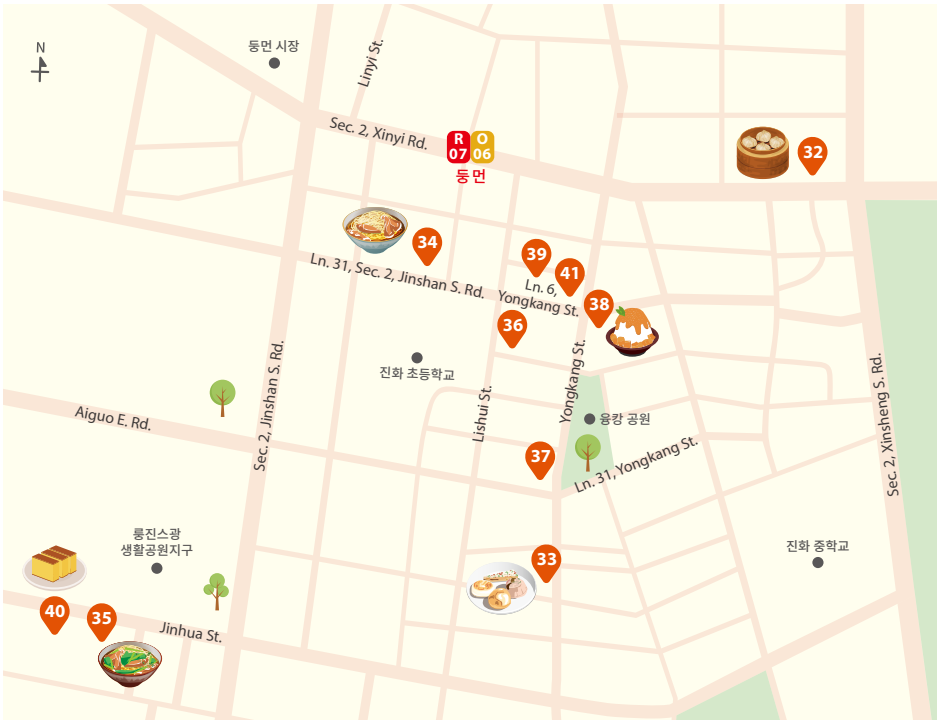 N
둥먼 시장
Linyi St.
Sec. 2, Xinyi Rd.
R
07
O
06
둥먼
32
34
39
41
Ln. 31, Sec. 2, Jinshan S. Rd.
Ln. 6,
Yongkang St.
38
36
진화 초등학교
Sec. 2, Jinshan S. Rd.
Lishui St.
Yongkang St.
융캉 공원
Sec. 2, Xinsheng S. Rd.
Aiguo E. Rd.
37
Ln. 31, Yongkang St.
룽진스광
생활공원지구
진화 중학교
33
40
35
Jinhua St.